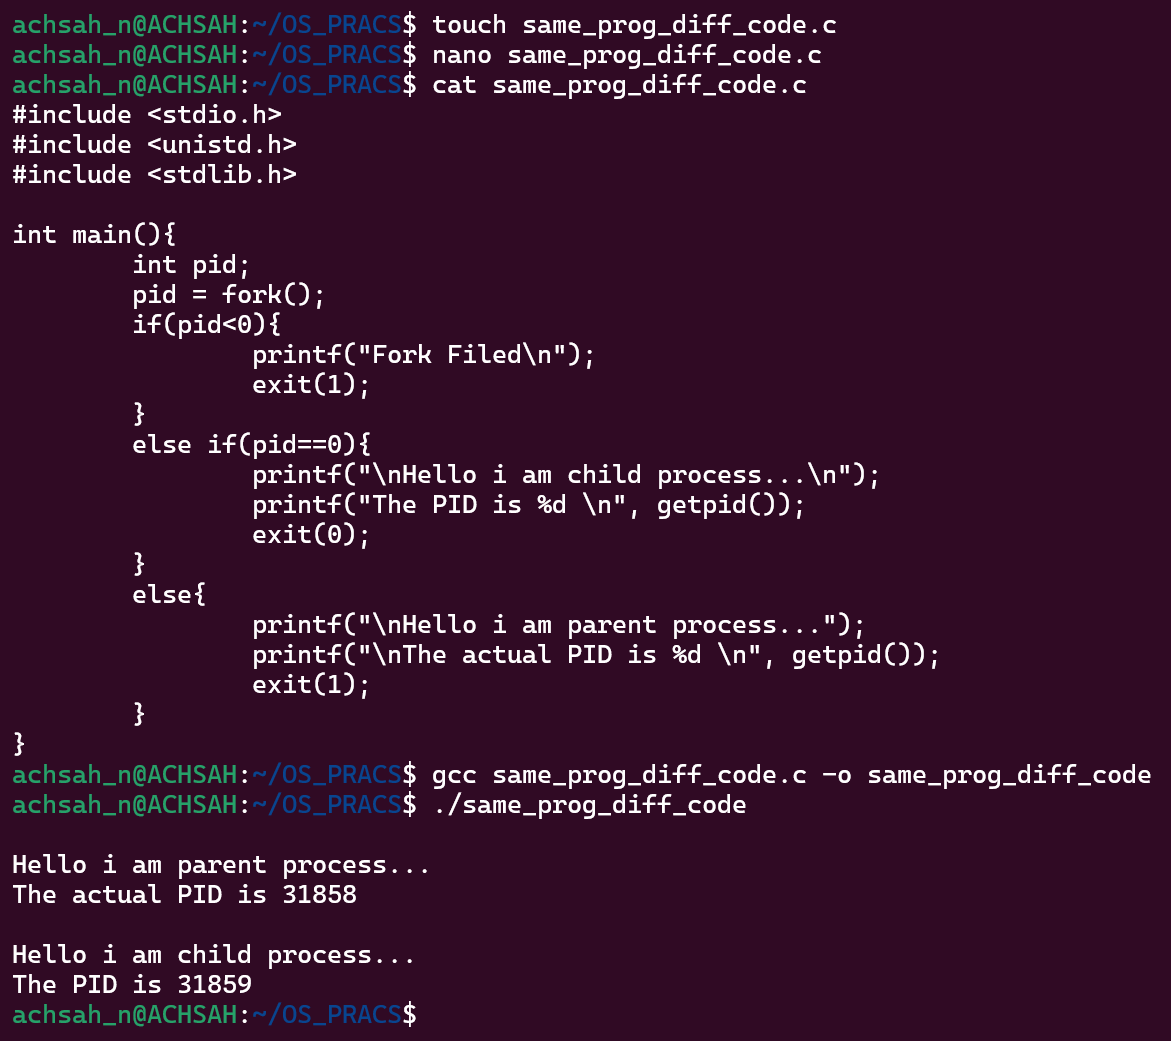 achsah_n@ACHSAH:~/OS_PRACS$ touch same_prog_diff_code.c
achsah_n@ACHSAH:~/OS_PRACS$ nano same_prog_diff_code.c
achsah_n@ACHSAH:~/OS_PRACS$ cat same_prog_diff_code.c
#include <stdio.h>
#include <unistd.h>
#include <stdlib.h>

int main(){
        int pid;
        pid = fork();
        if(pid<0){
                printf("Fork Filed\n");
                exit(1);
        }
        else if(pid==0){
                printf("\nHello i am child process...\n");
                printf("The PID is %d \n", getpid());
                exit(0);
        }
        else{
                printf("\nHello i am parent process...");
                printf("\nThe actual PID is %d \n", getpid());
                exit(1);
        }
}
achsah_n@ACHSAH:~/OS_PRACS$ gcc same_prog_diff_code.c -o same_prog_diff_code
achsah_n@ACHSAH:~/OS_PRACS$ ./same_prog_diff_code

Hello i am parent process...
The actual PID is 31858

Hello i am child process...
The PID is 31859
achsah_n@ACHSAH:~/OS_PRACS$